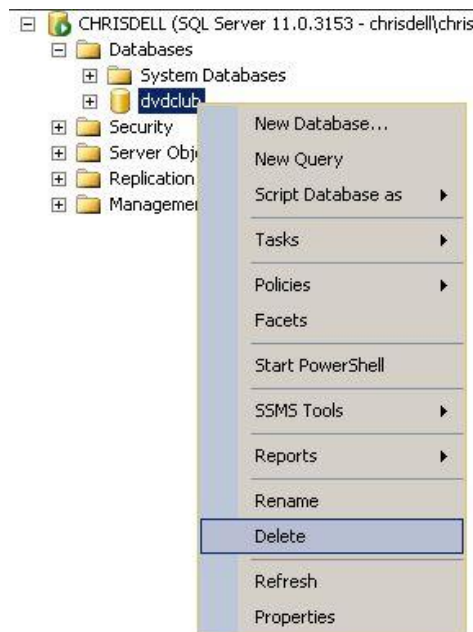 CHRISDELL (SQL Server 11.0.3153 - chrisdell\chris
Databases
System Databases
dvdclub
Security
Server Obj
Replication
Managemen
New Database...
New Query
Script Database as
Tasks
Policies
Facets
Start PowerShell
SSMS Tools
Reports
Rename
Delete
Refresh
Properties